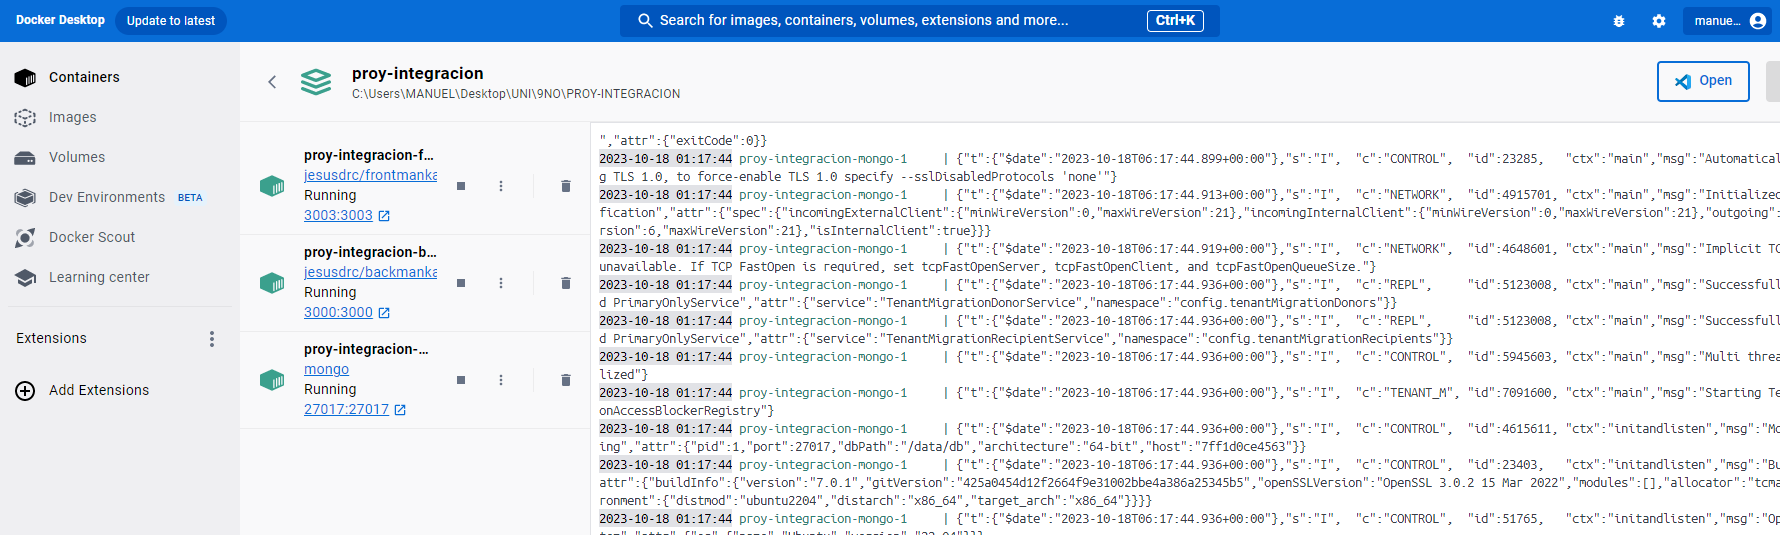 Docker Desktop Update to latest Search for images, containers, volumes, extensions and more... Ctrl+K manue...
Containers
Images
Volumes
Dev Environments BETA
Docker Scout
Learning center
Extensions
Add Extensions
proy-integracion
C:\Users\MANUEL\Desktop\UNI\9NO\PROY-INTEGRACION
Open
proy-integracion-f...
jesusdrc/frontmanka
Running
3003:3003
proy-integracion-b...
jesusdrc/backmanka
Running
3000:3000
proy-integracion-...
mongo
Running
27017:27017
","attr":{"exitCode":0}}
2023-10-18 01:17:44 proy-integracion-mongo-1 | {"t":{"$date":"2023-10-18T06:17:44.899+00:00"},"s":"I", "c":"CONTROL", "id":23285, "ctx":"main","msg":"Automatical
g TLS 1.0, to force-enable TLS 1.0 specify --sslDisabledProtocols 'none'"}
2023-10-18 01:17:44 proy-integracion-mongo-1 | {"t":{"$date":"2023-10-18T06:17:44.913+00:00"},"s":"I", "c":"NETWORK", "id":4915701, "ctx":"main","msg":"Initialized
fication","attr":{"spec":{"incomingExternalClient":{"minWireVersion":0,"maxWireVersion":21},"incomingInternalClient":{"minWireVersion":0,"maxWireVersion":21},"outgoing"
rsion":6,"maxWireVersion":21},"isInternalClient":true}}}
2023-10-18 01:17:44 proy-integracion-mongo-1 | {"t":{"$date":"2023-10-18T06:17:44.919+00:00"},"s":"I", "c":"NETWORK", "id":4648601, "ctx":"main","msg":"Implicit TC
unavailable. If TCP FastOpen is required, set tcpFastOpenServer, tcpFastOpenClient, and tcpFastOpenQueueSize."}
2023-10-18 01:17:44 proy-integracion-mongo-1 | {"t":{"$date":"2023-10-18T06:17:44.936+00:00"},"s":"I", "c":"REPL", "id":5123008, "ctx":"main","msg":"Successfull
d PrimaryOnlyService","attr":{"service":"TenantMigrationDonorService","namespace":"config.tenantMigrationDonors"}}
2023-10-18 01:17:44 proy-integracion-mongo-1 | {"t":{"$date":"2023-10-18T06:17:44.936+00:00"},"s":"I", "c":"REPL", "id":5123008, "ctx":"main","msg":"Successfull
d PrimaryOnlyService","attr":{"service":"TenantMigrationRecipientService","namespace":"config.tenantMigrationRecipients"}}
2023-10-18 01:17:44 proy-integracion-mongo-1 | {"t":{"$date":"2023-10-18T06:17:44.936+00:00"},"s":"I", "c":"CONTROL", "id":5945603, "ctx":"main","msg":"Multi threa
lized"}
2023-10-18 01:17:44 proy-integracion-mongo-1 | {"t":{"$date":"2023-10-18T06:17:44.936+00:00"},"s":"I", "c":"TENANT_M", "id":7091600, "ctx":"main","msg":"Starting Te
onAccessBlockerRegistry"}
2023-10-18 01:17:44 proy-integracion-mongo-1 | {"t":{"$date":"2023-10-18T06:17:44.936+00:00"},"s":"I", "c":"CONTROL", "id":4615611, "ctx":"initandlisten","msg":"Mo
ing","attr":{"pid":1,"port":27017,"dbPath":"/data/db","architecture":"64-bit","host":"7ff1d0ce4563"}}
2023-10-18 01:17:44 proy-integracion-mongo-1 | {"t":{"$date":"2023-10-18T06:17:44.936+00:00"},"s":"I", "c":"CONTROL", "id":23403, "ctx":"initandlisten","msg":"Bu
attr":{"buildInfo":{"version":"7.0.1","gitVersion":"425a0454d12f2664f9e31002bbe4a386a25345b5","openSSLVersion":"OpenSSL 3.0.2 15 Mar 2022","modules":[],"allocator":"tcma
ronment":{"distmod":"ubuntu2204","distarch":"x86_64","target_arch":"x86_64"}}}}
2023-10-18 01:17:44 proy-integracion-mongo-1 | {"t":{"$date":"2023-10-18T06:17:44.936+00:00"},"s":"I", "c":"CONTROL", "id":51765, "ctx":"initandlisten","msg":"Op